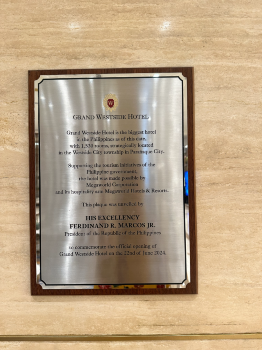 GRAND WESTSIDE HOTEL
Grand Westside Hotel is the biggest hotel
in the Philippines as of this date,
with 1,530 rooms, strategically located
in the Westside City township in Parañaque City.
Supporting the tourism initiatives of the
Philippine government,
the hotel was made possible by
Megaworld Corporation
and its hospitality arm Megaworld Hotels & Resorts.
This plaque was unveiled by
HIS EXCELLENCY
FERDINAND R. MARCOS JR.
President of the Republic of the Philippines
to commemorate the official opening of
Grand Westside Hotel on the 22nd of June 2024.